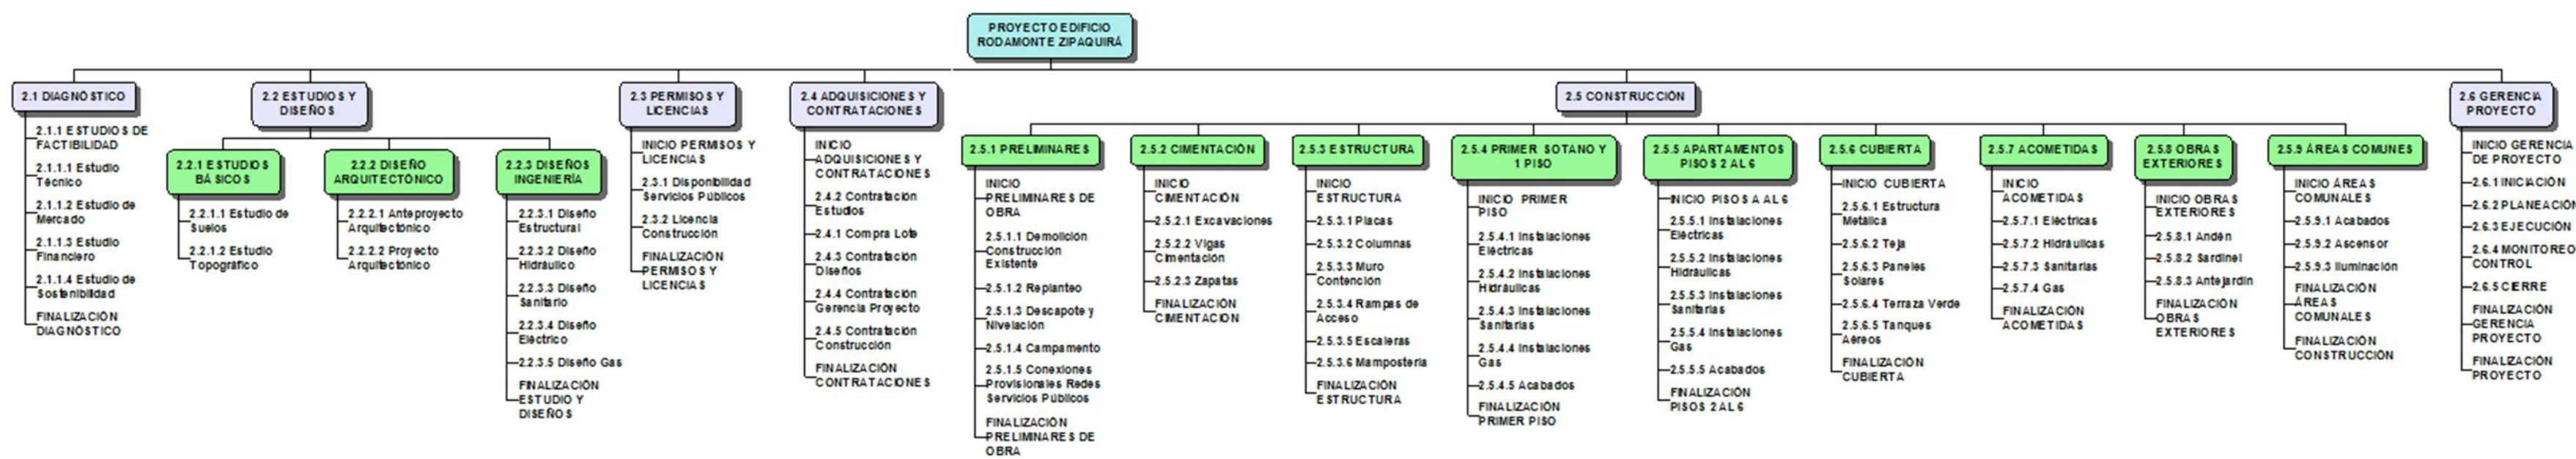 PROYECTO EDIFICIO
RODAMONTE ZIPAQUIRÁ
2.1 DIAGNÓSTICO
2.1.1 ESTUDIOS DE
FACTIBILIDAD
2.1.1.1 Estudio
Técnico
2.1.1.2 Estudio de
Mercado
2.1.1.3 Estudio
Financiero
2.1.1.4 Estudio de
Sostenibilidad
FINALIZACIÓN
DIAGNÓSTICO
2.2 ESTUDIOS Y
DISEÑOS
2.2.1 ESTUDIOS
BÁSICOS
2.2.1.1 Estudio de
Suelos
2.2.1.2 Estudio
Topográfico
2.2.2 DISEÑO
ARQUITECTÓNICO
2.2.2.1 Anteproyecto
Arquitectónico
2.2.2.2 Proyecto
Arquitectónico
2.2.3 DISEÑOS
INGENIERÍA
2.2.3.1 Diseño
Estructural
2.2.3.2 Diseño
Hidráulico
2.2.3.3 Diseño
Sanitario
2.2.3.4 Diseño
Eléctrico
2.2.3.5 Diseño Gas
FINALIZACIÓN
ESTUDIO Y
DISEÑOS
2.3 PERMISOS Y
LICENCIAS
INICIO PERMISOS Y
LICENCIAS
2.3.1 Disponibilidad
Servicios Públicos
2.3.2 Licencia
Construcción
FINALIZACIÓN
PERMISOS Y
LICENCIAS
2.4 ADQUISICIONES Y
CONTRATACIONES
INICIO
ADQUISICIONES Y
CONTRATACIONES
2.4.2 Contratación
Estudios
2.4.1 Compra Lote
2.4.3 Contratación
Diseños
2.4.4 Contratación
Gerencia Proyecto
2.4.5 Contratación
Construcción
FINALIZACIÓN
CONTRATACIONES
2.5 CONSTRUCCIÓN
2.5.1 PRELIMINARES
INICIO
PRELIMINARES DE
OBRA
2.5.1.1 Demolición
Construcción
Existente
2.5.1.2 Replanteo
2.5.1.3 Descapote y
Nivelación
2.5.1.4 Campamento
2.5.1.5 Conexiones
Provisionales Redes
Servicios Públicos
FINALIZACIÓN
PRELIMINARES DE
OBRA
2.5.2 CIMENTACIÓN
INICIO
CIMENTACIÓN
2.5.2.1 Excavaciones
2.5.2.2 Vigas
Cimentación
2.5.2.3 Zapatas
FINALIZACIÓN
CIMENTACION
2.5.3 ESTRUCTURA
INICIO
ESTRUCTURA
2.5.3.1 Placas
2.5.3.2 Columnas
2.5.3.3 Muro
Contención
2.5.3.4 Rampas de
Acceso
2.5.3.5 Escaleras
2.5.3.6 Mampostería
FINALIZACIÓN
ESTRUCTURA
2.5.4 PRIMER SOTANO Y
1 PISO
INICIO PRIMER
PISO
2.5.4.1 Instalaciones
Eléctricas
2.5.4.2 Instalaciones
Hidráulicas
2.5.4.3 Instalaciones
Sanitarias
2.5.4.4 Instalaciones
Gas
2.5.4.5 Acabados
FINALIZACIÓN
PRIMER PISO
2.5.5 APARTAMENTOS
PISOS 2 AL 6
INICIO PISOS A AL 6
2.5.5.1 Instalaciones
Eléctricas
2.5.5.2 Instalaciones
Hidráulicas
2.5.5.3 Instalaciones
Sanitarias
2.5.5.4 Instalaciones
Gas
2.5.5.5 Acabados
FINALIZACIÓN
PISOS 2 AL 6
2.5.6 CUBIERTA
INICIO CUBIERTA
2.5.6.1 Estructura
Metálica
2.5.6.2 Teja
2.5.6.3 Paneles
Solares
2.5.6.4 Terraza Verde
2.5.6.5 Tanques
Aéreos
FINALIZACIÓN
CUBIERTA
2.5.7 ACOMETIDAS
INICIO
ACOMETIDAS
2.5.7.1 Eléctricas
2.5.7.2 Hidráulicas
2.5.7.3 Sanitarias
2.5.7.4 Gas
FINALIZACIÓN
ACOMETIDAS
2.5.8 OBRAS
EXTERIORES
INICIO OBRAS
EXTERIORES
2.5.8.1 Andén
2.5.8.2 Sardinel
2.5.8.3 Antejardín
FINALIZACIÓN
OBRAS
EXTERIORES
2.5.9 ÁREAS COMUNES
INICIO ÁREAS
COMUNALES
2.5.9.1 Acabados
2.5.9.2 Ascensor
2.5.9.3 Iluminación
FINALIZACIÓN
ÁREAS
COMUNALES
FINALIZACIÓN
CONSTRUCCIÓN
2.6 GERENCIA
PROYECTO
INICIO GERENCIA
DE PROYECTO
2.6.1 INICIACIÓN
2.6.2 PLANEACIÓN
2.6.3 EJECUCIÓN
2.6.4 MONITOREO
CONTROL
2.6.5 CIERRE
FINALIZACIÓN
GERENCIA
PROYECTO
FINALIZACIÓN
PROYECTO